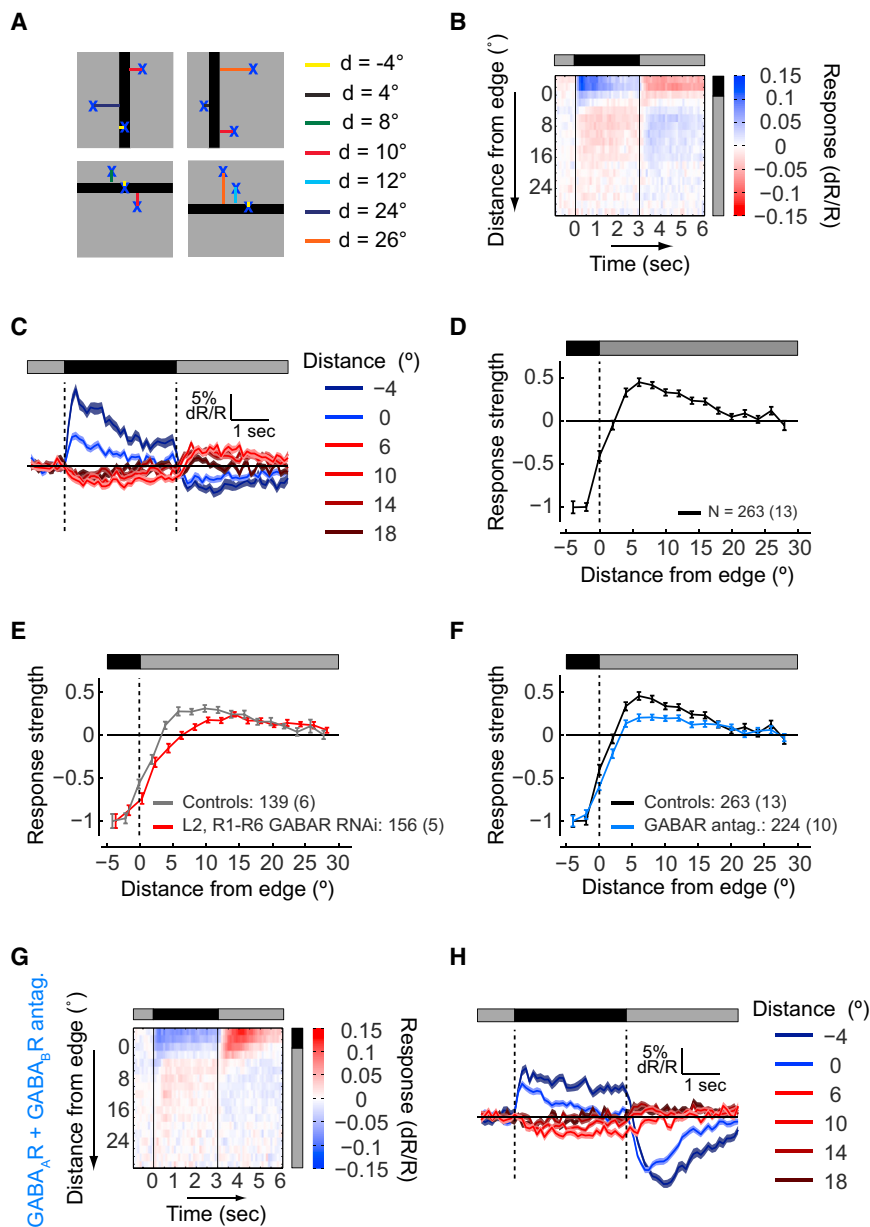 A
X
X
X
X
X
X
X
X
X
X
X
X
d = -4°
d = 4°
d = 8°
d = 10°
d = 12°
d = 24°
d = 26°
B
Distance from edge (˚)
0
8
16
24
0 1 2 3 4 5 6
Time (sec)
0.15
0.1
0.05
0
−0.05
−0.1
−0.15
Response (dR/R)
C
5%
dR/R
1 sec
Distance (º)
−4
0
6
10
14
18
D
Response strength
0.5
0
−0.5
−1
N = 263 (13)
−5 0 5 10 15 20 25 30
Distance from edge (º)
E
Response strength
0.5
0
−0.5
−1
Controls: 139 (6)
L2, R1-R6 GABAR RNAi: 156 (5)
−5 0 5 10 15 20 25 30
Distance from edge (º)
F
Response strength
0.5
0
−0.5
−1
Controls: 263 (13)
GABAR antag.: 224 (10)
−5 0 5 10 15 20 25 30
Distance from edge (º)
G
GABA_AR + GABA_BR antag.
Distance from edge (˚)
0
8
16
24
0 1 2 3 4 5 6
Time (sec)
0.15
0.1
0.05
0
−0.05
−0.1
−0.15
Response (dR/R)
H
5%
dR/R
1 sec
Distance (º)
−4
0
6
10
14
18